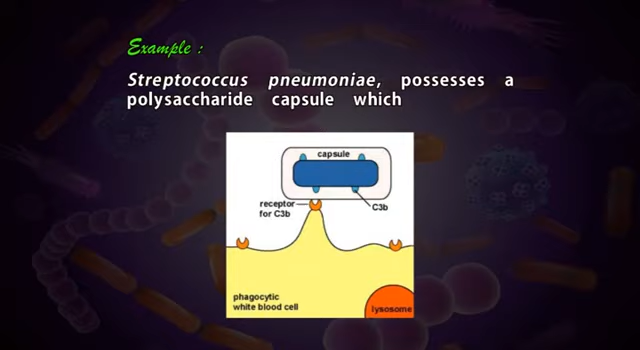 Example :
Streptococcus pneumoniae, possesses a
polysaccharide capsule which
capsule
receptor
for C3b
C3b
phagocytic
white blood cell
lysosome